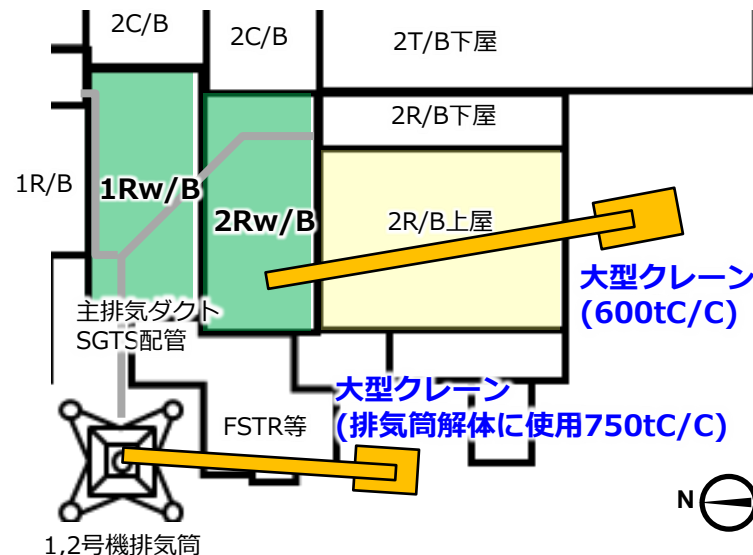 2C/B
2C/B
2T/B下屋
2R/B下屋
1R/B
1Rw/B
2Rw/B
2R/B上屋
大型クレーン
(600tC/C)
主排気ダクト
SGTS配管
大型クレーン
(排気筒解体に使用750tC/C)
FSTR等
N
1,2号機排気筒